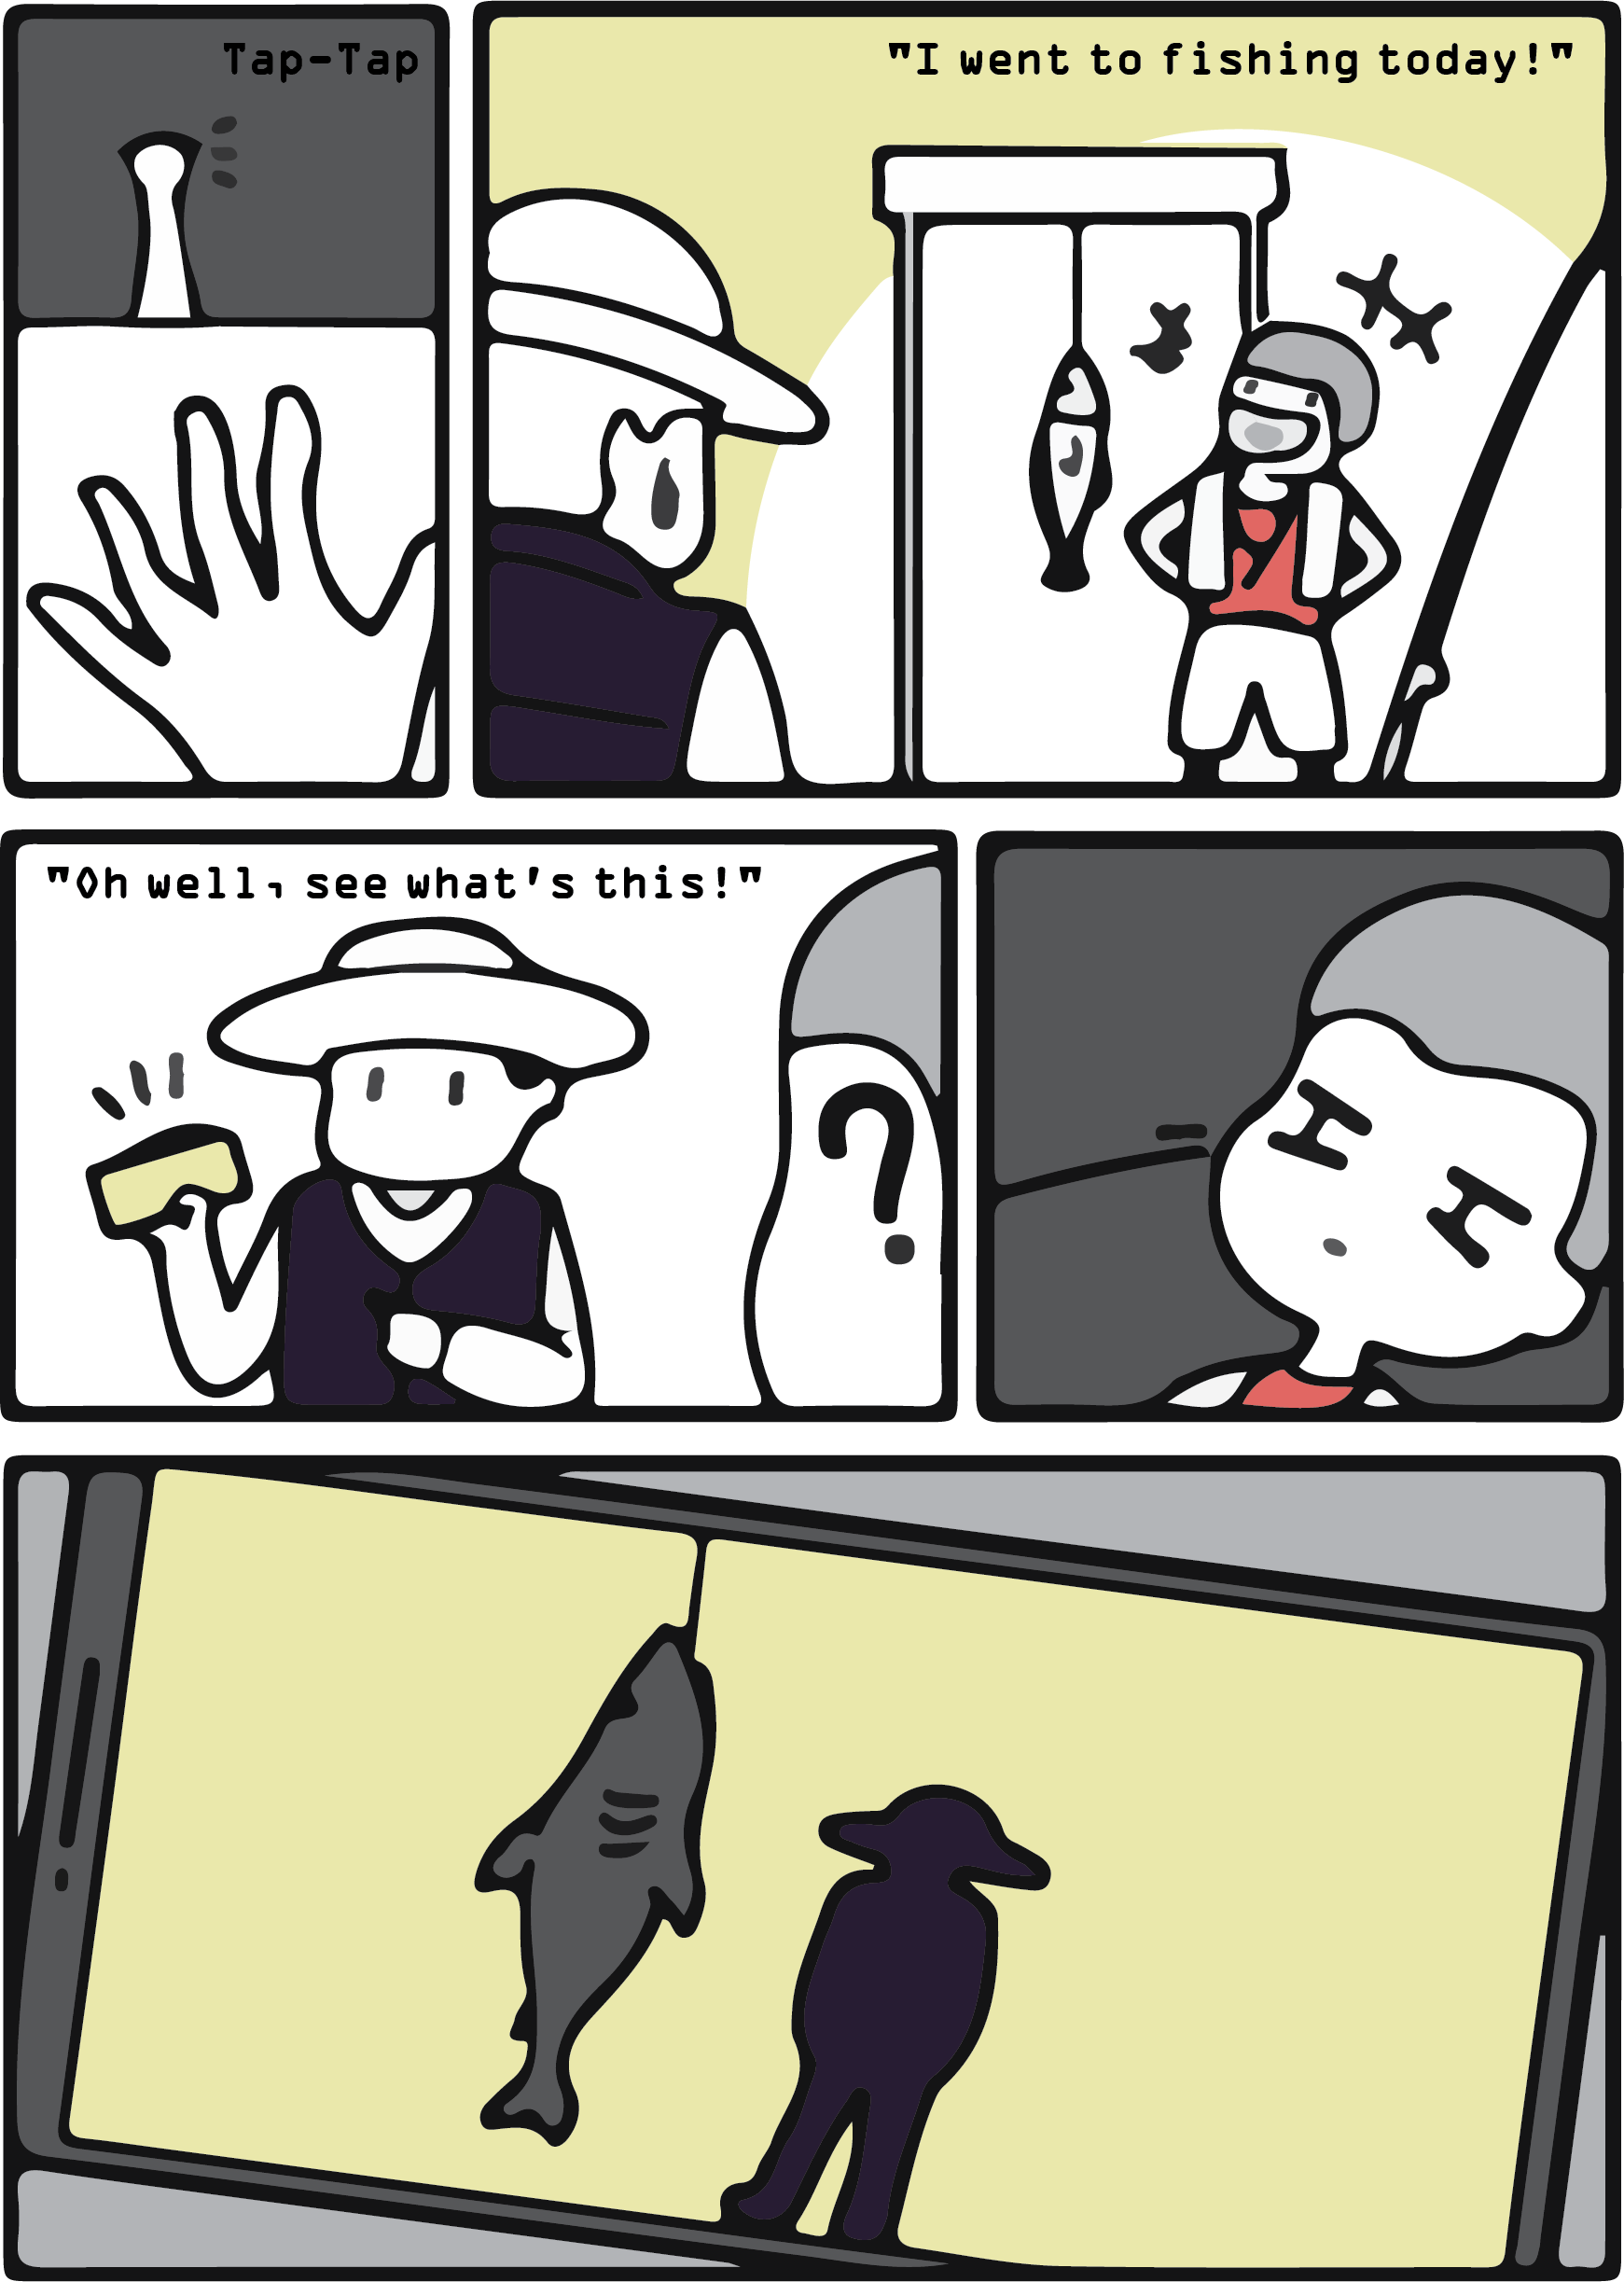 Tap-Tap
"I went to fishing today!"
"Oh well, see what's this!"
?